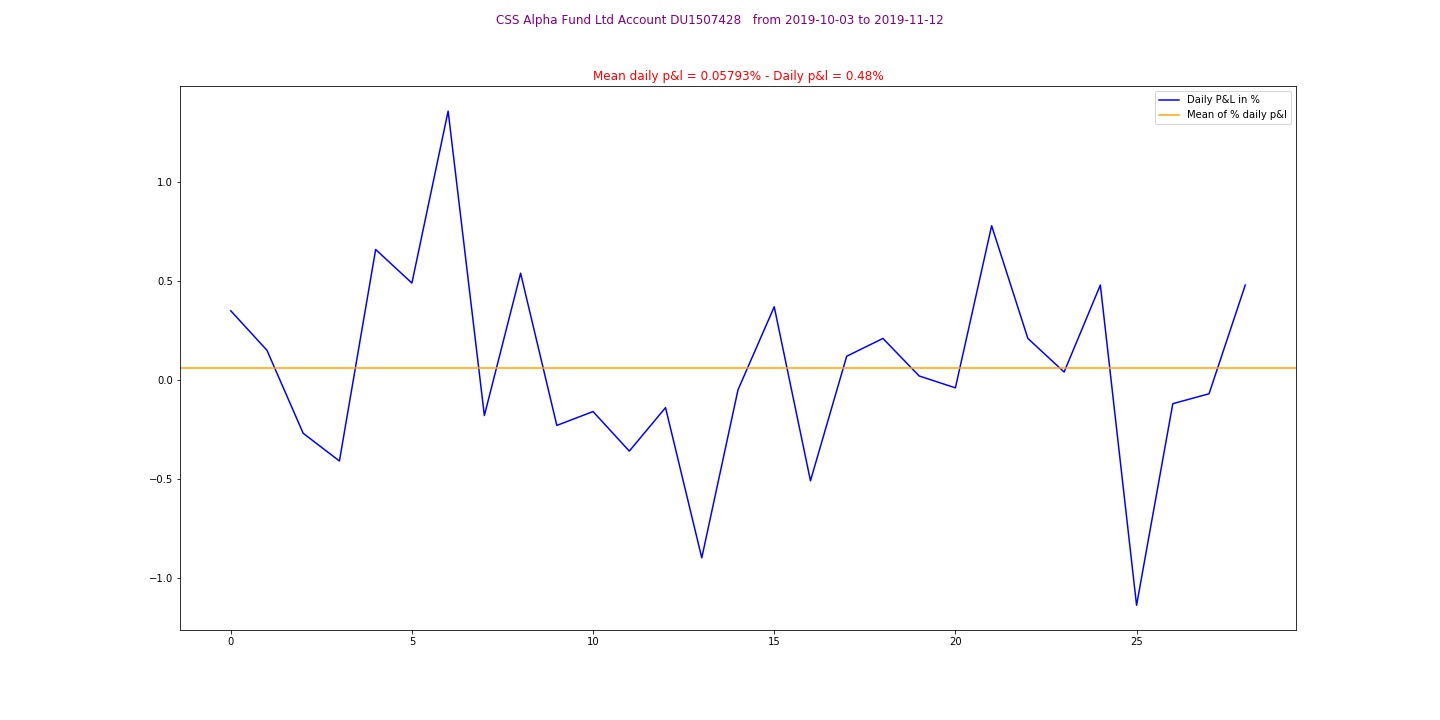 CSS Alpha Fund Ltd Account DU1507428   from 2019-10-03 to 2019-11-12
Mean daily p&l = 0.05793% - Daily p&l = 0.48%
Daily P&L in %
Mean of % daily p&l
1.0
0.5
0.0
−0.5
−1.0
0 5 10 15 20 25